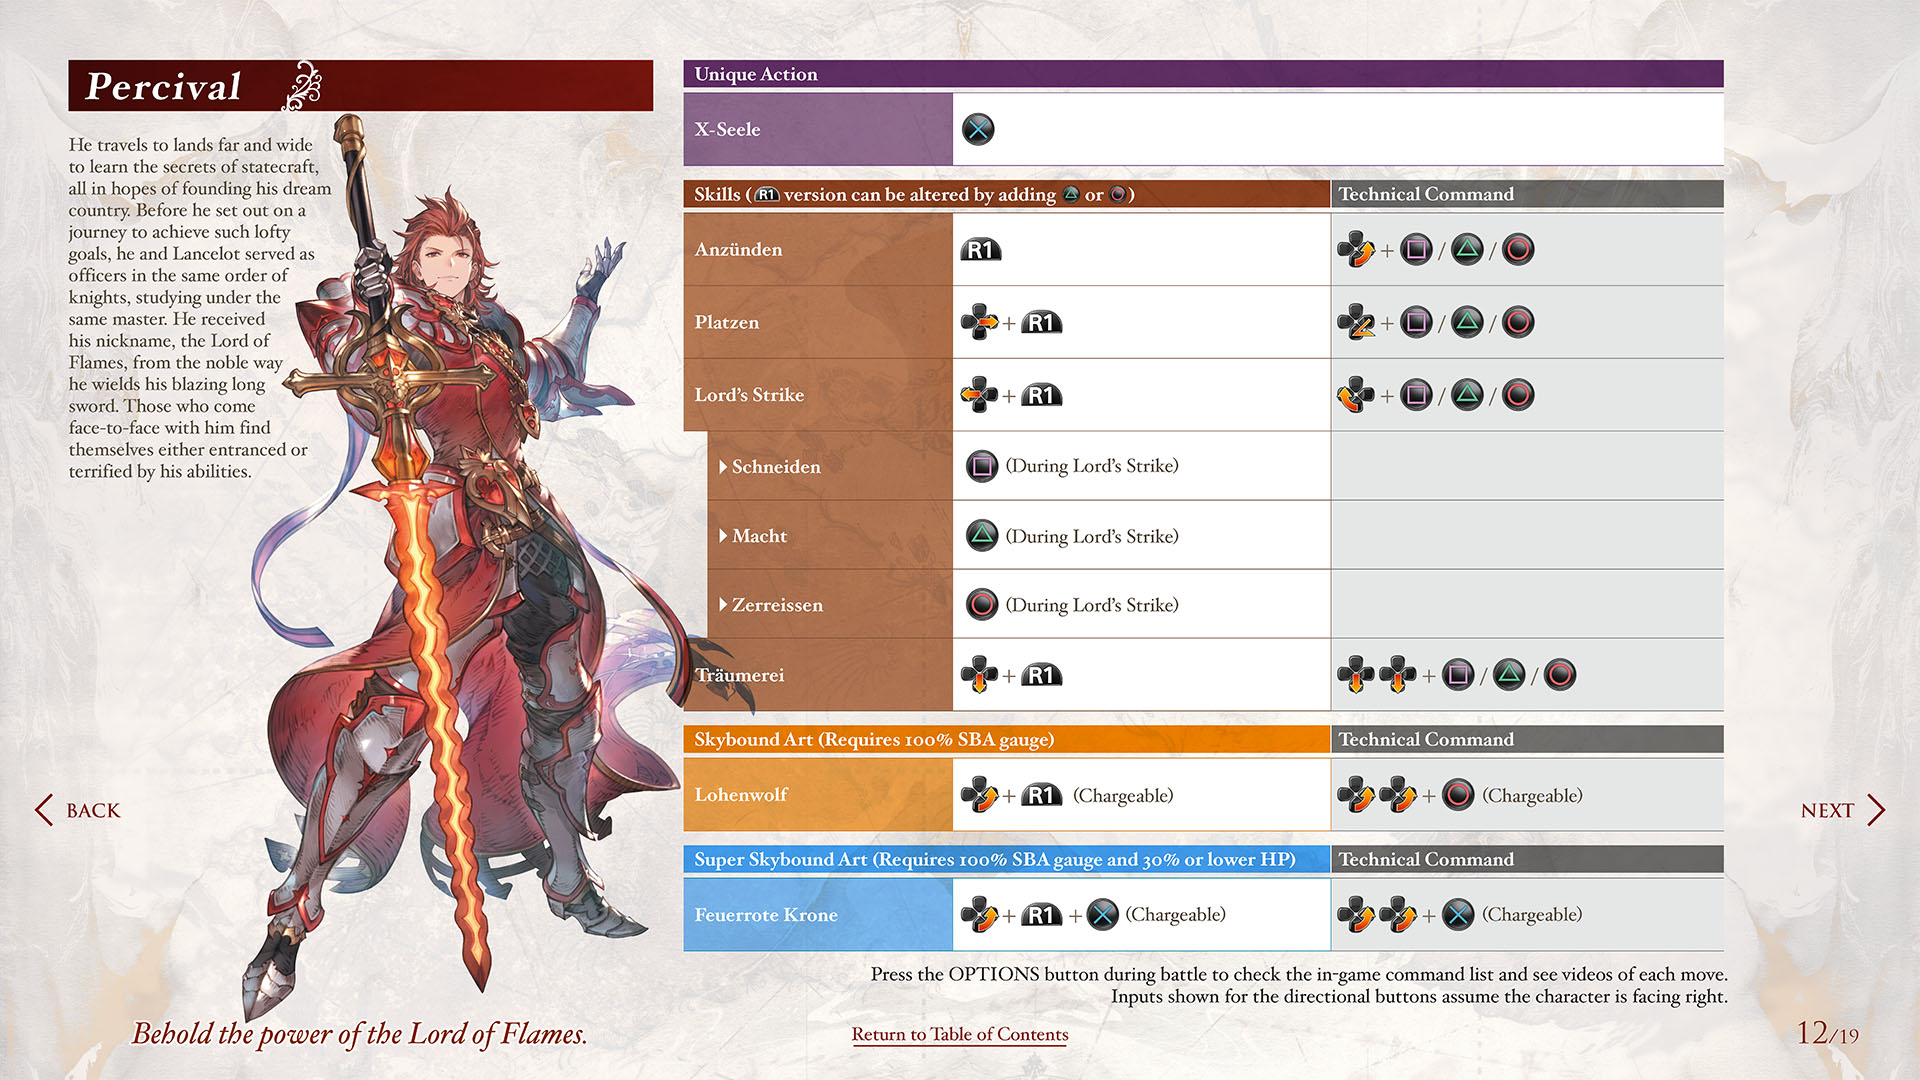 Percival
He travels to lands far and wide
to learn the secrets of statecraft,
all in hopes of founding his dream
country. Before he set out on a
journey to achieve such lofty
goals, he and Lancelot served as
officers in the same order of
knights, studying under the
same master. He received
his nickname, the Lord of
Flames, from the noble way
he wields his blazing long
sword. Those who come
face-to-face with him find
themselves either entranced or
terrified by his abilities.
Unique Action
X-Seele
Skills (R1 version can be altered by adding △ or ○)
Technical Command
Anzünden
R1
+ □ / △ / ○
Platzen
+ R1
+ □ / △ / ○
Lord's Strike
+ R1
+ □ / △ / ○
Schneiden
□ (During Lord's Strike)
Macht
△ (During Lord's Strike)
Zerreissen
○ (During Lord's Strike)
Träumerei
+ R1
+ □ / △ / ○
Skybound Art (Requires 100% SBA gauge)
Technical Command
Lohenwolf
+ R1 (Chargeable)
+ ○ (Chargeable)
Super Skybound Art (Requires 100% SBA gauge and 30% or lower HP)
Technical Command
Feuerrote Krone
+ R1 + ✕ (Chargeable)
+ ✕ (Chargeable)
Press the OPTIONS button during battle to check the in-game command list and see videos of each move.
Inputs shown for the directional buttons assume the character is facing right.
BACK
NEXT
Behold the power of the Lord of Flames.
Return to Table of Contents
12/19